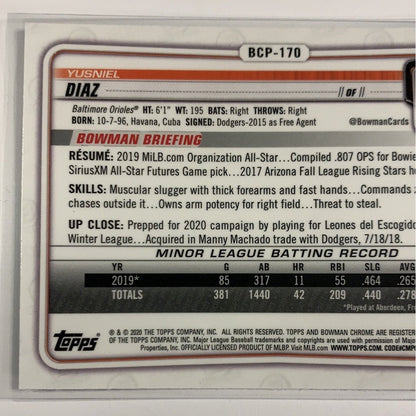 BCP-170
YUSNIEL
DIAZ
|| OF ||
Baltimore Orioles® HT: 6'1" WT: 195 BATS: Right THROWS: Right
BORN: 10-7-96, Havana, Cuba SIGNED: Dodgers-2015 as Free Agent
@BowmanCards
BOWMAN BRIEFING
RÉSUMÉ: 2019 MiLB.com Organization All-Star...Compiled .807 OPS for Bowie
SiriusXM All-Star Futures Game pick...2017 Arizona Fall League Rising Stars
SKILLS: Muscular slugger with thick forearms and fast hands...Commands
chases outside it...Owns arm potency for right field...Threat to steal.
UP CLOSE: Prepped for 2020 campaign by playing for Leones del Escogido
Winter League...Acquired in Manny Machado trade with Dodgers, 7/18/18.
MINOR LEAGUE BATTING RECORD
YR G AB HR RBI SLG AVG
2019* 85 317 11 55 .464 .265
TOTALS 381 1440 42 209 .440 .278
*Played at Aberdeen,
Topps
® & © 2020 THE TOPPS COMPANY, INC. ALL RIGHTS RESERVED. TOPPS AND BOWMAN CHROME ARE
OF THE TOPPS COMPANY, INC. Major League Baseball trademarks and copyrights are used with permission of Major
Properties, Inc. OFFICIALLY LICENSED PRODUCT OF MLBP. Visit MLB.com WWW.TOPPS.COM.